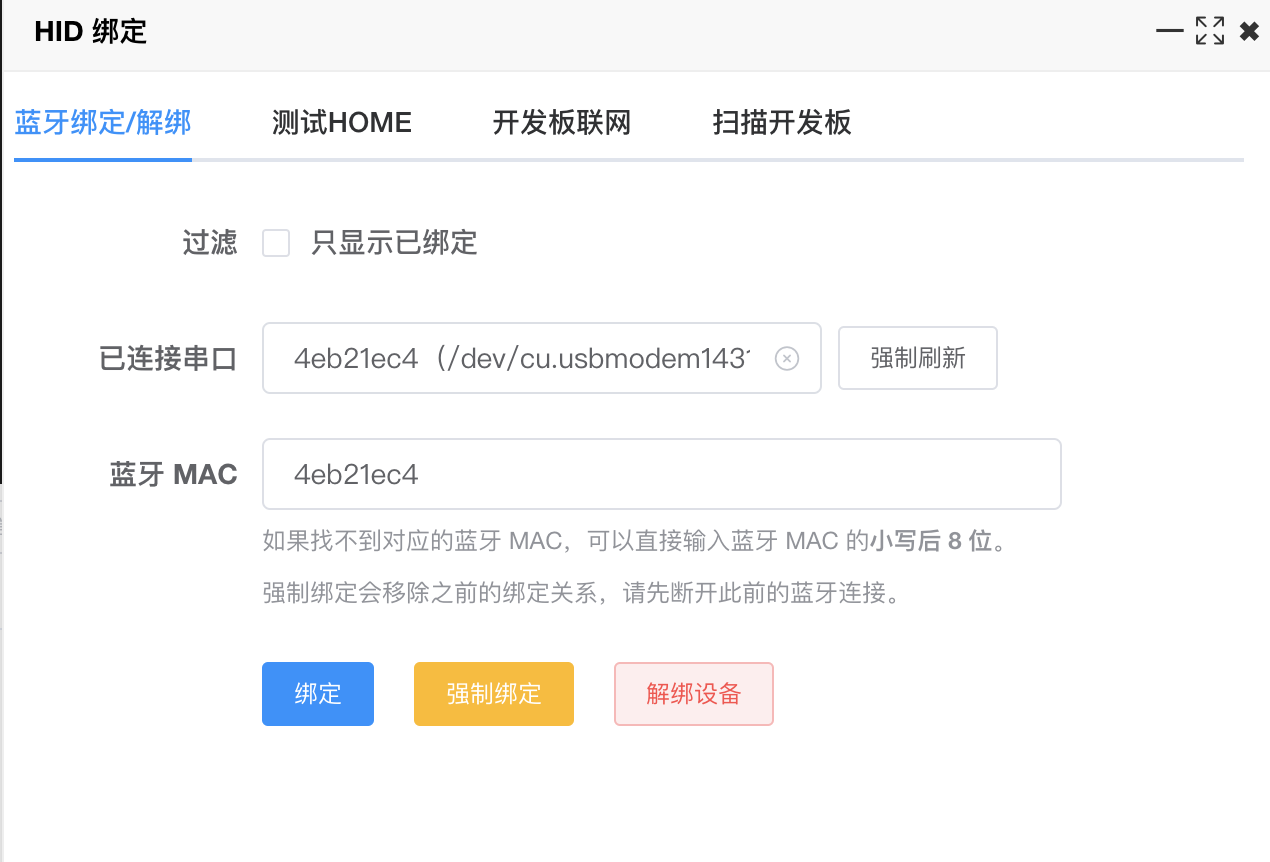 HID 绑定
蓝牙绑定/解绑 测试HOME 开发板联网 扫描开发板
过滤 只显示已绑定
已连接串口 4eb21ec4（/dev/cu.usbmodem143 强制刷新
蓝牙 MAC 4eb21ec4
如果找不到对应的蓝牙 MAC，可以直接输入蓝牙 MAC 的小写后 8 位。
强制绑定会移除之前的绑定关系，请先断开此前的蓝牙连接。
绑定 强制绑定 解绑设备